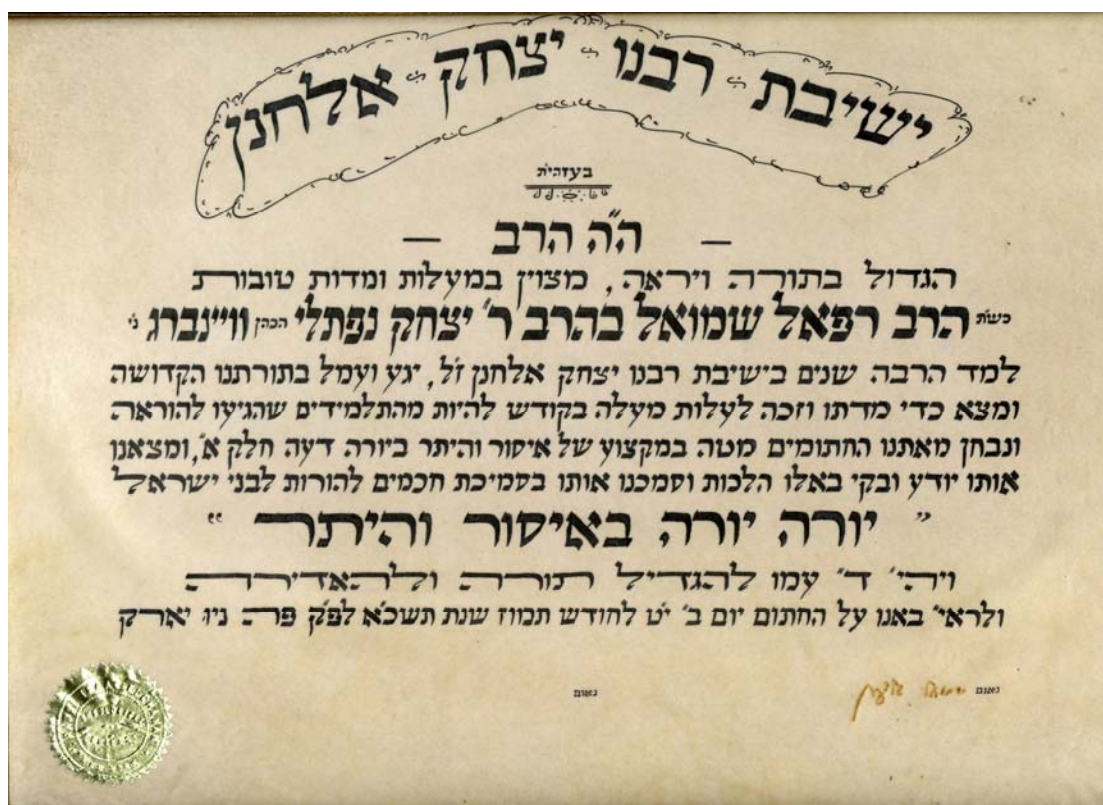 ישיבת רבנו יצחק אלחנן
בעזהי״ת
ה״ה הרב
הגדול בתורה ויראה, מצוין במעלות ומדות טובות
כש״ת הרב רפאל שמואל בהרב ר׳ יצחק נפתלי הכהן וויינברג נ״י
למד הרבה שנים בישיבת רבנו יצחק אלחנן ז״ל, יגע ועמל בתורתנו הקדושה
ומצא כדי מדתו וזכה לעלות מעלה בקודש להיות מהתלמידים שהגיעו להוראה
ונבחן מאתנו החתומים מטה במקצוע של איסור והיתר ביורה דעה חלק א׳, ומצאנו
אותו יודע ובקי באלו הלכות וסמכנו אותו בסמיכת חכמים להורות לבני ישראל
״ יורה יורה באיסור והיתר ״
ויהי׳ ד׳ עמו להגדיל תורה ולהאדירה
ולראי׳ באנו על החתום יום ב׳ י״ט לחודש תמוז שנת תשכ״א לפ״ק פה ניו יארק
נאום
נאום